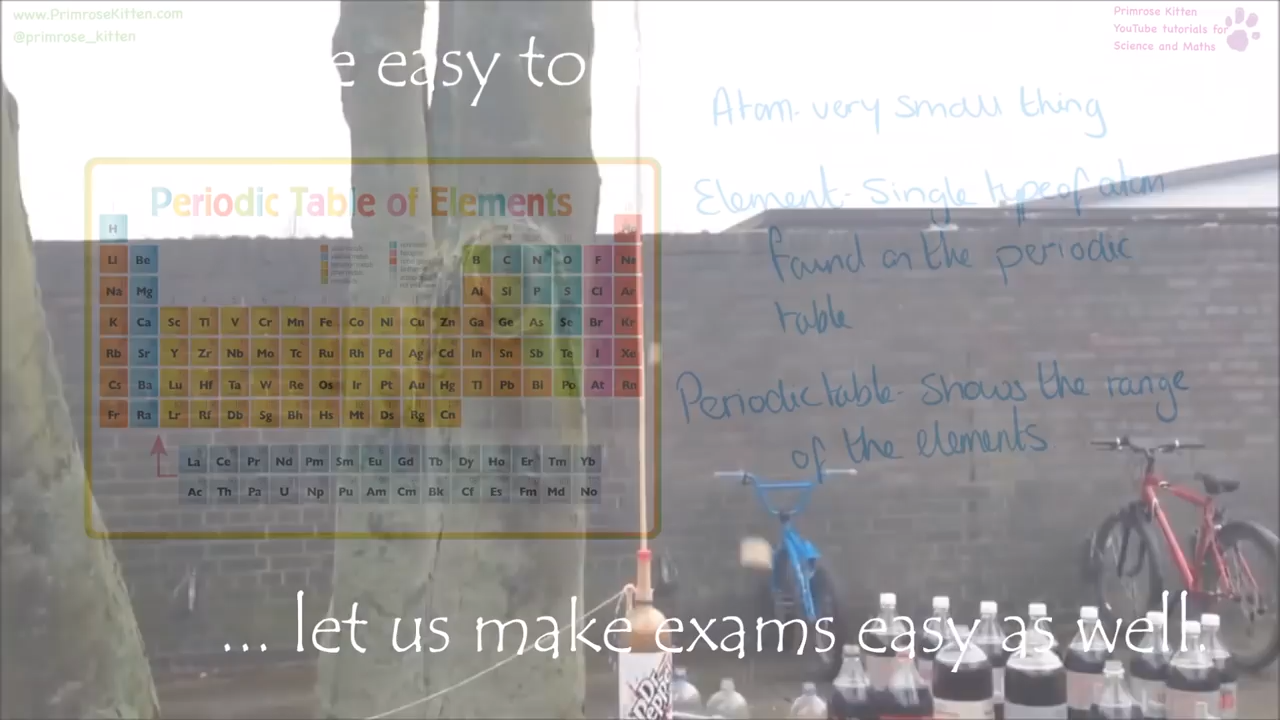 www.PrimroseKitten.com
@primrose_kitten
Primrose Kitten
YouTube tutorials for
Science and Maths
easy to
Atom- very small thing
Element- Single type of atom
found on the periodic
table
Periodic table- Shows the range
of the elements
Periodic Table of Elements
H He
Li Be B C N O F Ne
Na Mg Al Si P S Cl Ar
K Ca Sc Ti V Cr Mn Fe Co Ni Cu Zn Ga Ge As Se Br Kr
Rb Sr Y Zr Nb Mo Tc Ru Rh Pd Ag Cd In Sn Sb Te I Xe
Cs Ba Lu Hf Ta W Re Os Ir Pt Au Hg Tl Pb Bi Po At Rn
Fr Ra Lr Rf Db Sg Bh Hs Mt Ds Rg Cn
La Ce Pr Nd Pm Sm Eu Gd Tb Dy Ho Er Tm Yb
Ac Th Pa U Np Pu Am Cm Bk Cf Es Fm Md No
... let us make exams easy as well.